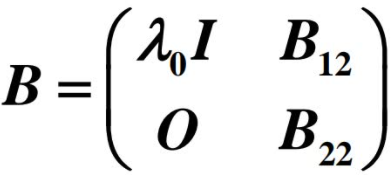 B = ( λ₀I B₁₂
O B₂₂ )